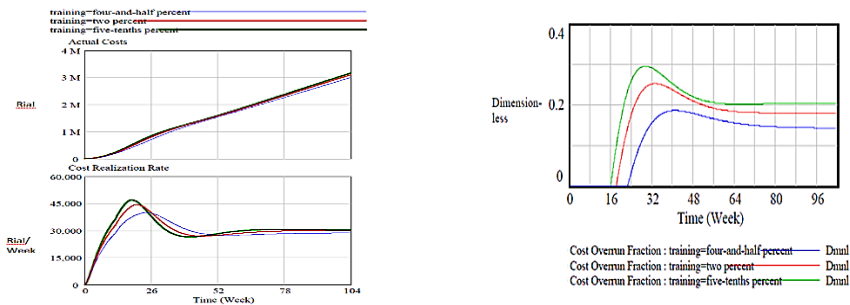 training=four-and-half percent
training=two percent
training=five-tenths percent
Actual Costs
4 M
3 M
Rial
2 M
1 M
0
Cost Realization Rate
60,000
45,000
Rial/
Week
30,000
15,000
0
0 26 52 78 104
Time (Week)
0.4
Dimension-
less
0.2
0
0 16 32 48 64 80 96
Time (Week)
Cost Overrun Fraction : training=four-and-half percent Dmnl
Cost Overrun Fraction : training=two percent Dmnl
Cost Overrun Fraction : training=five-tenths percent Dmnl